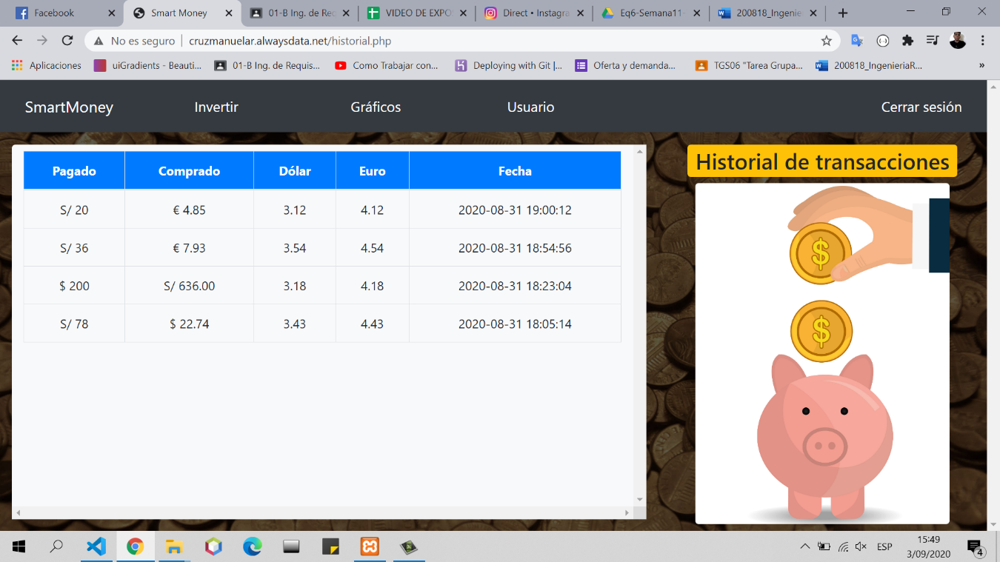 Facebook
Smart Money
01-B Ing. de Rec
VIDEO DE EXPO
Direct • Instagra
Eq6-Semana11-
200818_Ingenie
No es seguro
cruzmanuelar.alwaysdata.net/historial.php
Aplicaciones
uiGradients - Beauti...
01-B Ing. de Requis...
Como Trabajar con...
Deploying with Git |...
Oferta y demanda...
TGS06 "Tarea Grupa...
200818_IngenieriaR...
»
SmartMoney Invertir Gráficos Usuario Cerrar sesión
Historial de transacciones
Pagado Comprado Dólar Euro Fecha
S/ 20 € 4.85 3.12 4.12 2020-08-31 19:00:12
S/ 36 € 7.93 3.54 4.54 2020-08-31 18:54:56
$ 200 S/ 636.00 3.18 4.18 2020-08-31 18:23:04
S/ 78 $ 22.74 3.43 4.43 2020-08-31 18:05:14
$
$
ESP
15:49
3/09/2020
4